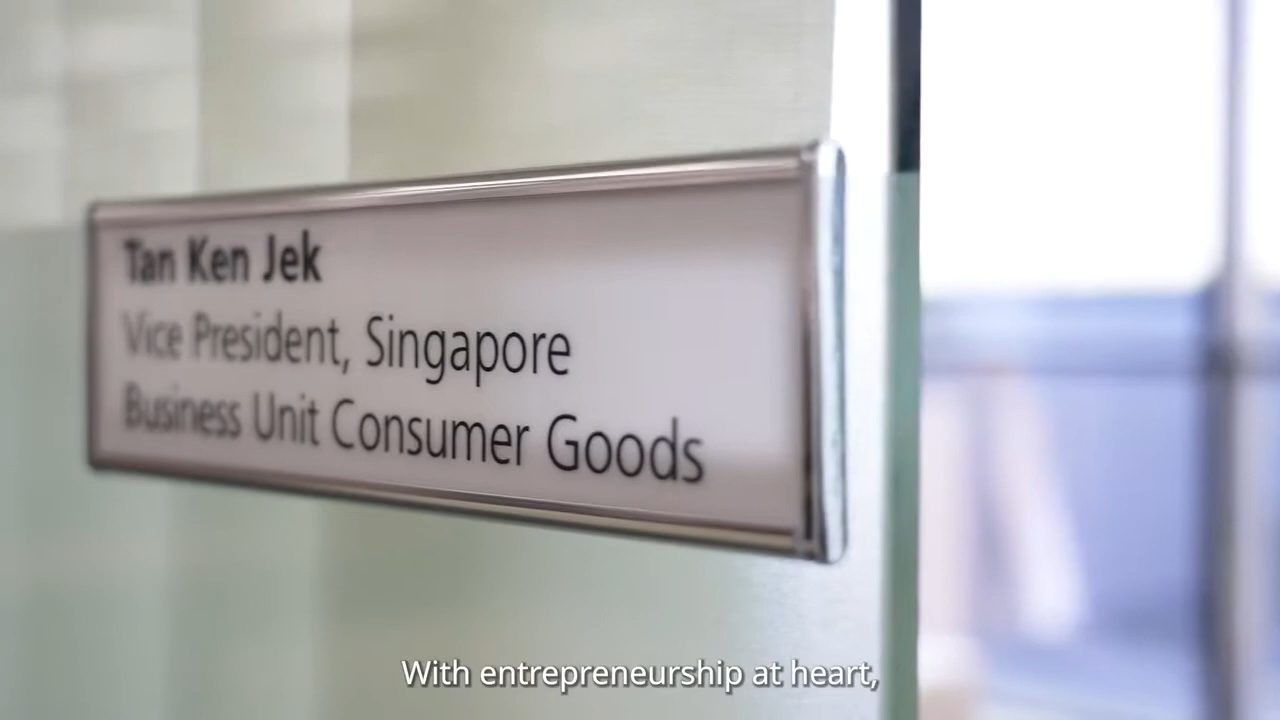 Tan Ken Jek
Vice President, Singapore
Business Unit Consumer Goods
With entrepreneurship at heart,